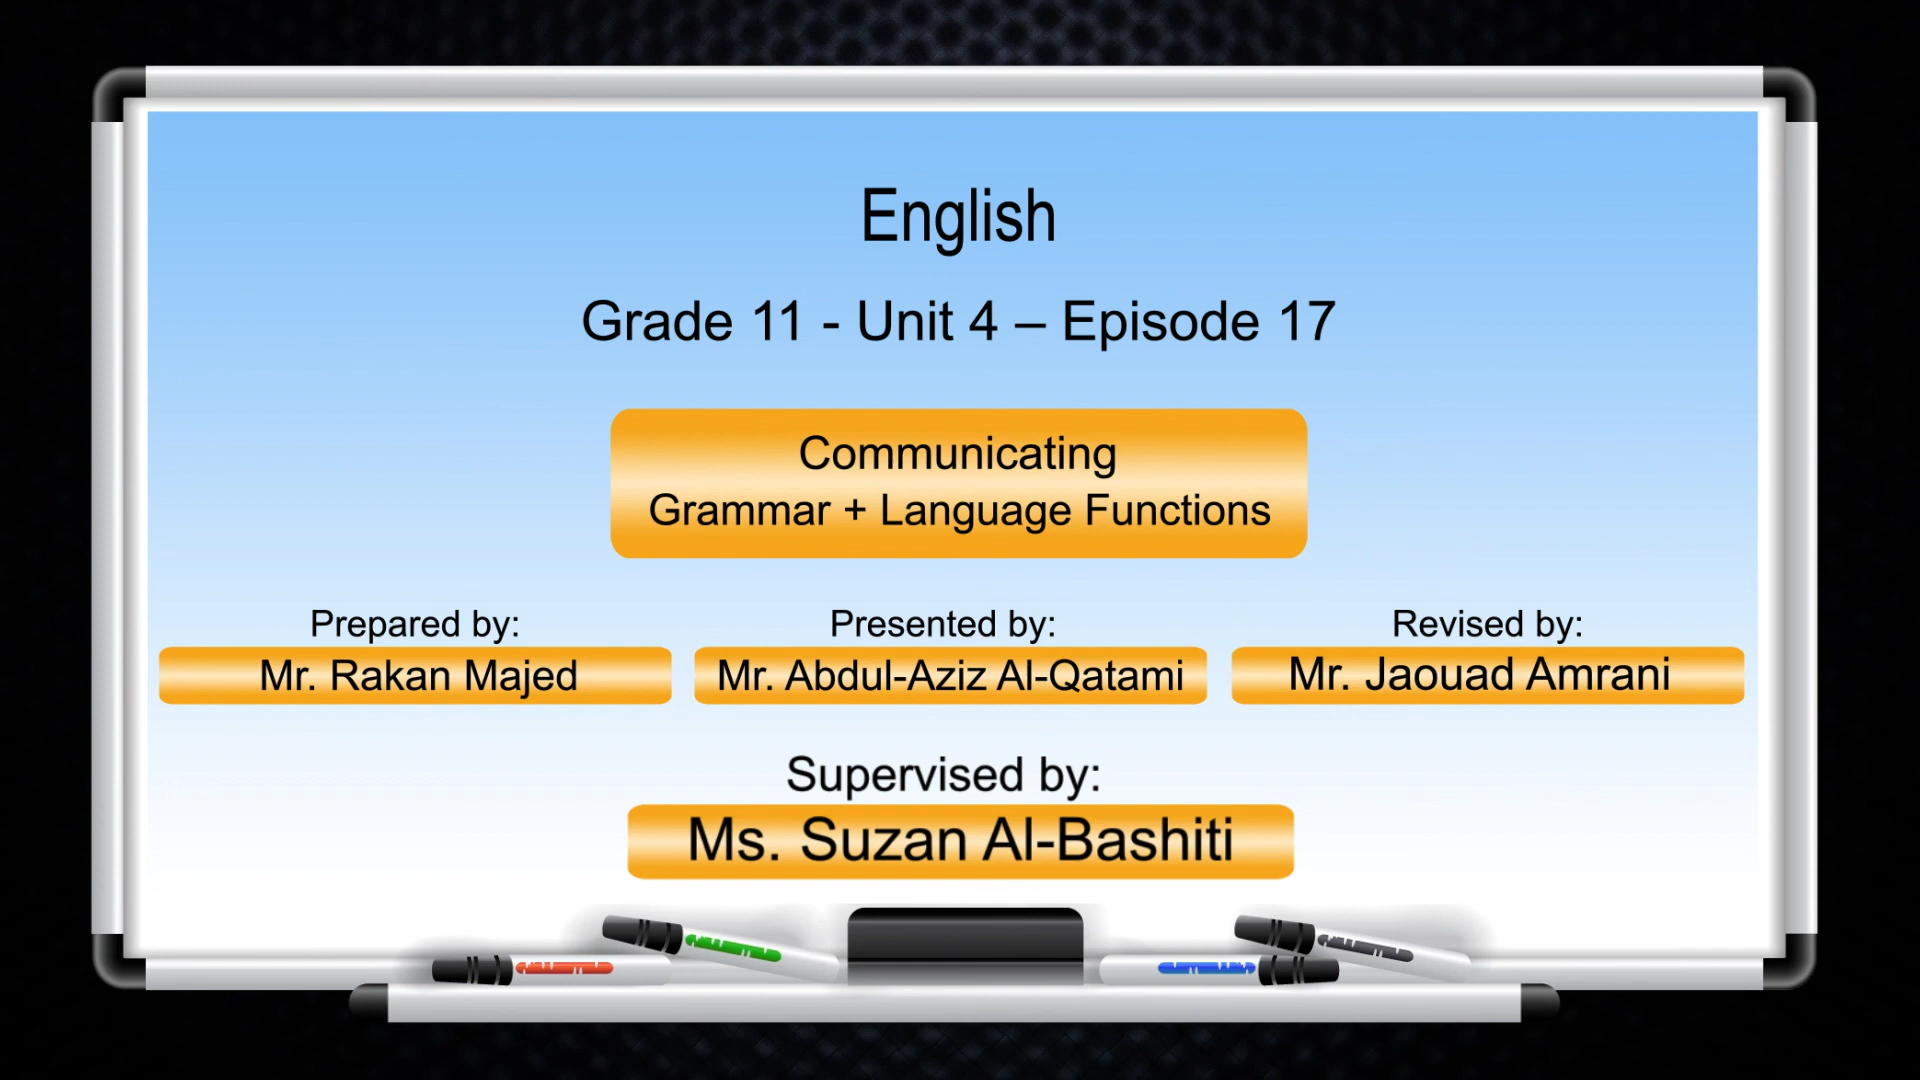 English
Grade 11 - Unit 4 – Episode 17
Communicating
Grammar + Language Functions
Prepared by:
Mr. Rakan Majed
Presented by:
Mr. Abdul-Aziz Al-Qatami
Revised by:
Mr. Jaouad Amrani
Supervised by:
Ms. Suzan Al-Bashiti